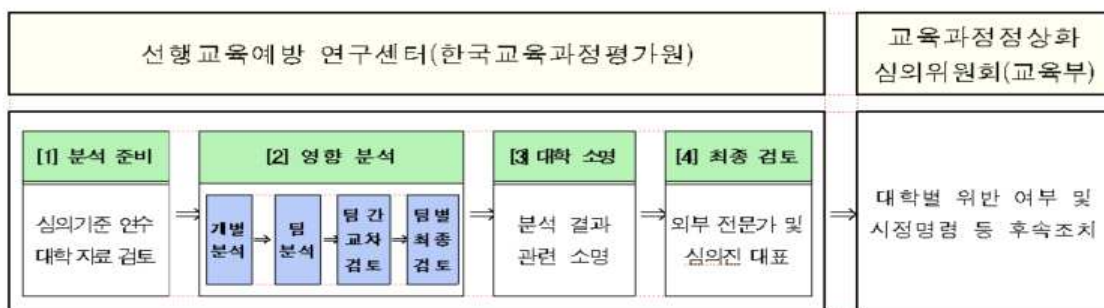 선행교육예방 연구센터(한국교육과정평가원)
교육과정정상화
심의위원회(교육부)
[1] 분석 준비
심의기준 연수
대학 자료 검토
⇒
[2] 영향 분석
개별
분석
→
팀
분석
→
팀 간
교차
검토
→
팀 별
최종
검토
⇒
[3] 대학 소명
분석 결과
관련 소명
⇒
[4] 최종 검토
외부 전문가 및
심의진 대표
⇒
대학별 위반 여부 및
시정명령 등 후속조치